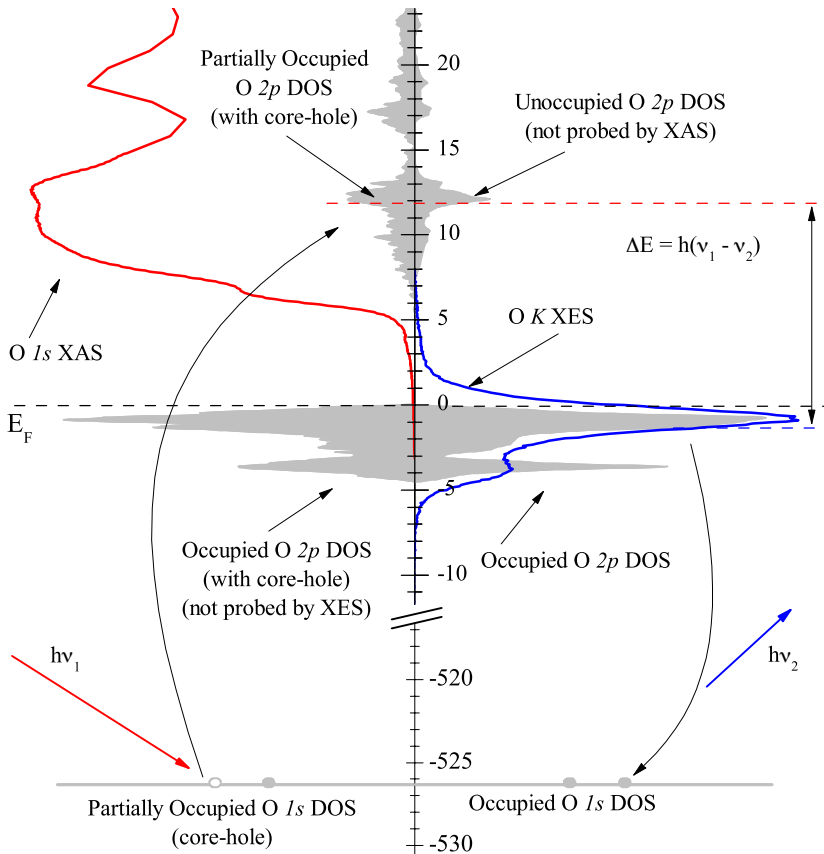 20
Partially Occupied
O 2p DOS
(with core-hole)
Unoccupied O 2p DOS
(not probed by XAS)
15
10
ΔE = h(ν₁ - ν₂)
5
O K XES
O 1s XAS
0
E_F
-5
Occupied O 2p DOS
(with core-hole)
(not probed by XES)
Occupied O 2p DOS
-10
hν₁
hν₂
-520
-525
Partially Occupied O 1s DOS
(core-hole)
Occupied O 1s DOS
-530